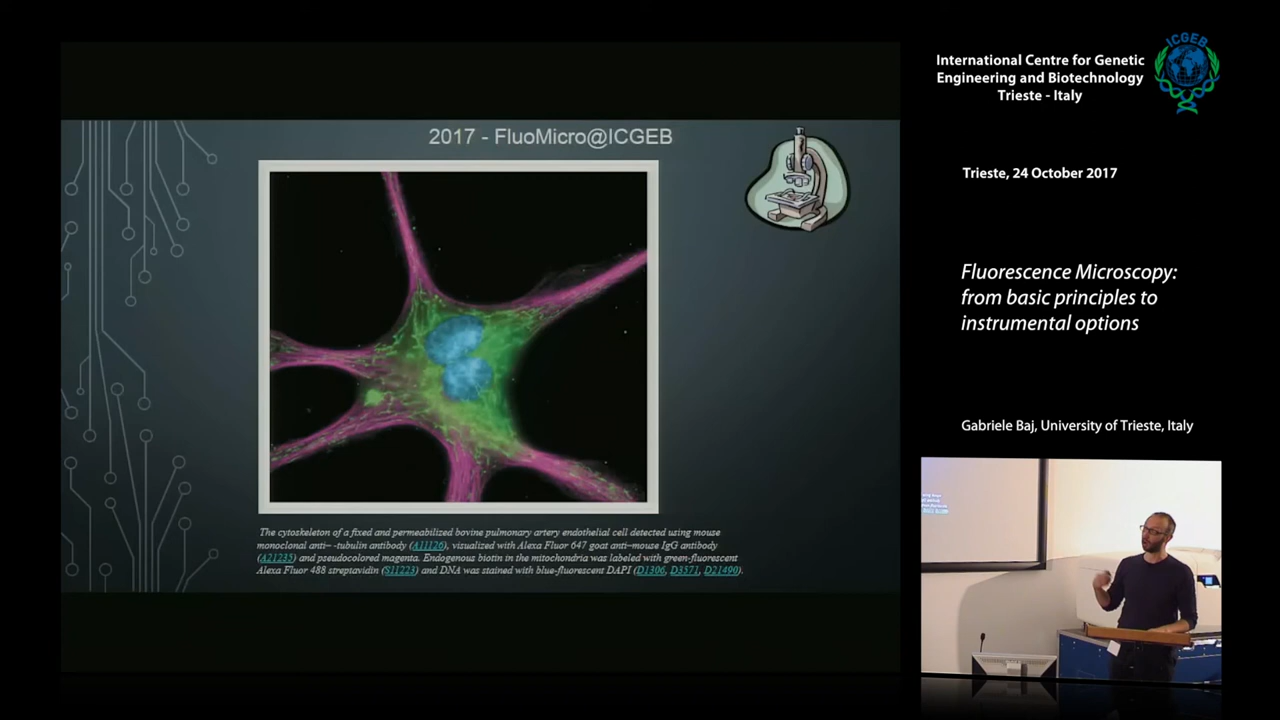 2017 - FluoMicro@ICGEB
The cytoskeleton of a fixed and permeabilized bovine pulmonary artery endothelial cell detected using mouse
monoclonal anti– -tubulin antibody (A11126), visualized with Alexa Fluor 647 goat anti–mouse IgG antibody
(A21235) and pseudocolored magenta. Endogenous biotin in the mitochondria was labeled with green-fluorescent
Alexa Fluor 488 streptavidin (S11223) and DNA was stained with blue-fluorescent DAPI (D1306, D3571, D21490).
International Centre for Genetic
Engineering and Biotechnology
Trieste - Italy
ICGEB
Trieste, 24 October 2017
Fluorescence Microscopy:
from basic principles to
instrumental options
Gabriele Baj, University of Trieste, Italy